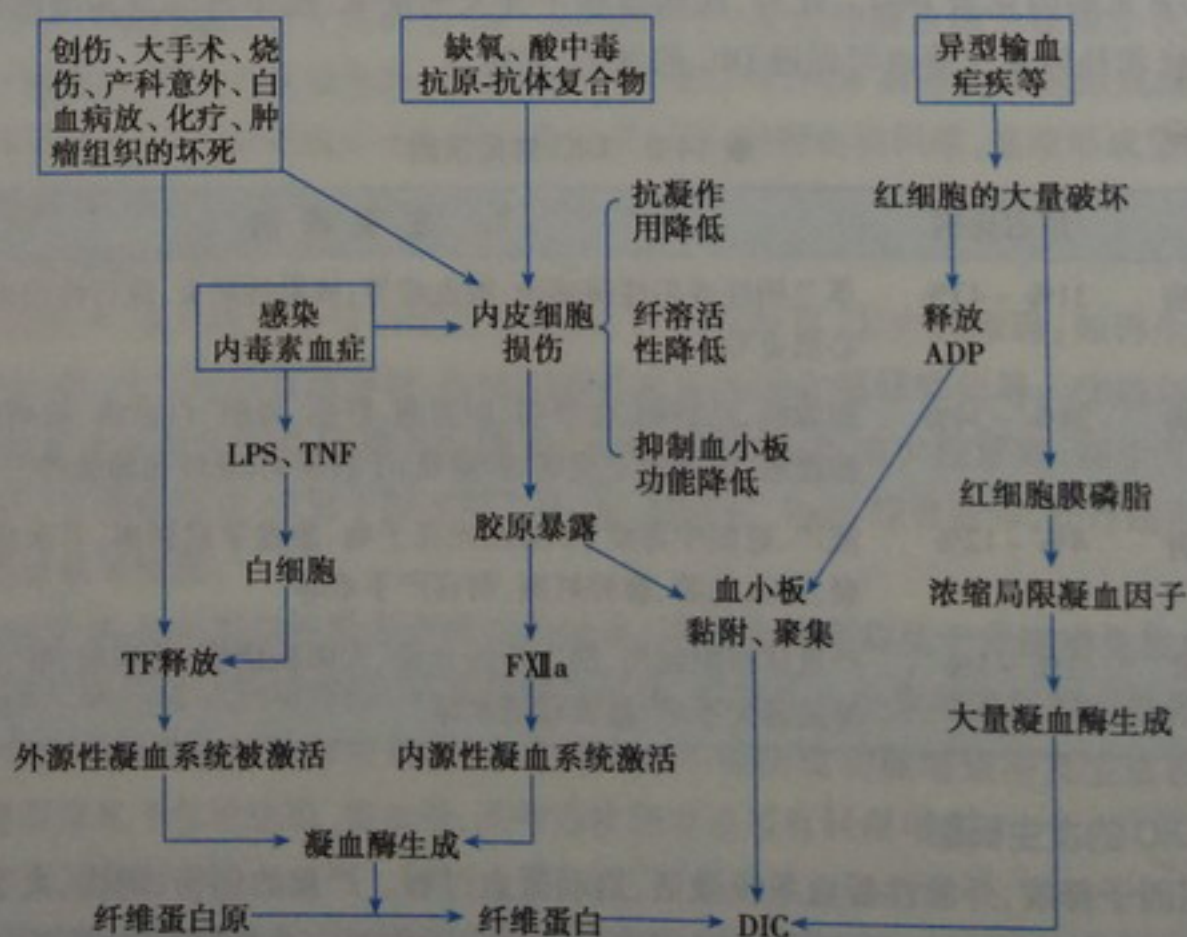 创伤、大手术、烧
伤、产科意外、白
血病放、化疗、肿
瘤组织的坏死
缺氧、酸中毒
抗原-抗体复合物
异型输血
疟疾等
抗凝作
用降低
红细胞的大量破坏
感染
内毒素血症
内皮细胞
损伤
纤溶活
性降低
释放
ADP
LPS、TNF
抑制血小板
功能降低
红细胞膜磷脂
胶原暴露
白细胞
血小板
黏附、聚集
浓缩局限凝血因子
TF释放
FⅫa
大量凝血酶生成
外源性凝血系统被激活
内源性凝血系统激活
凝血酶生成
纤维蛋白原
纤维蛋白
DIC